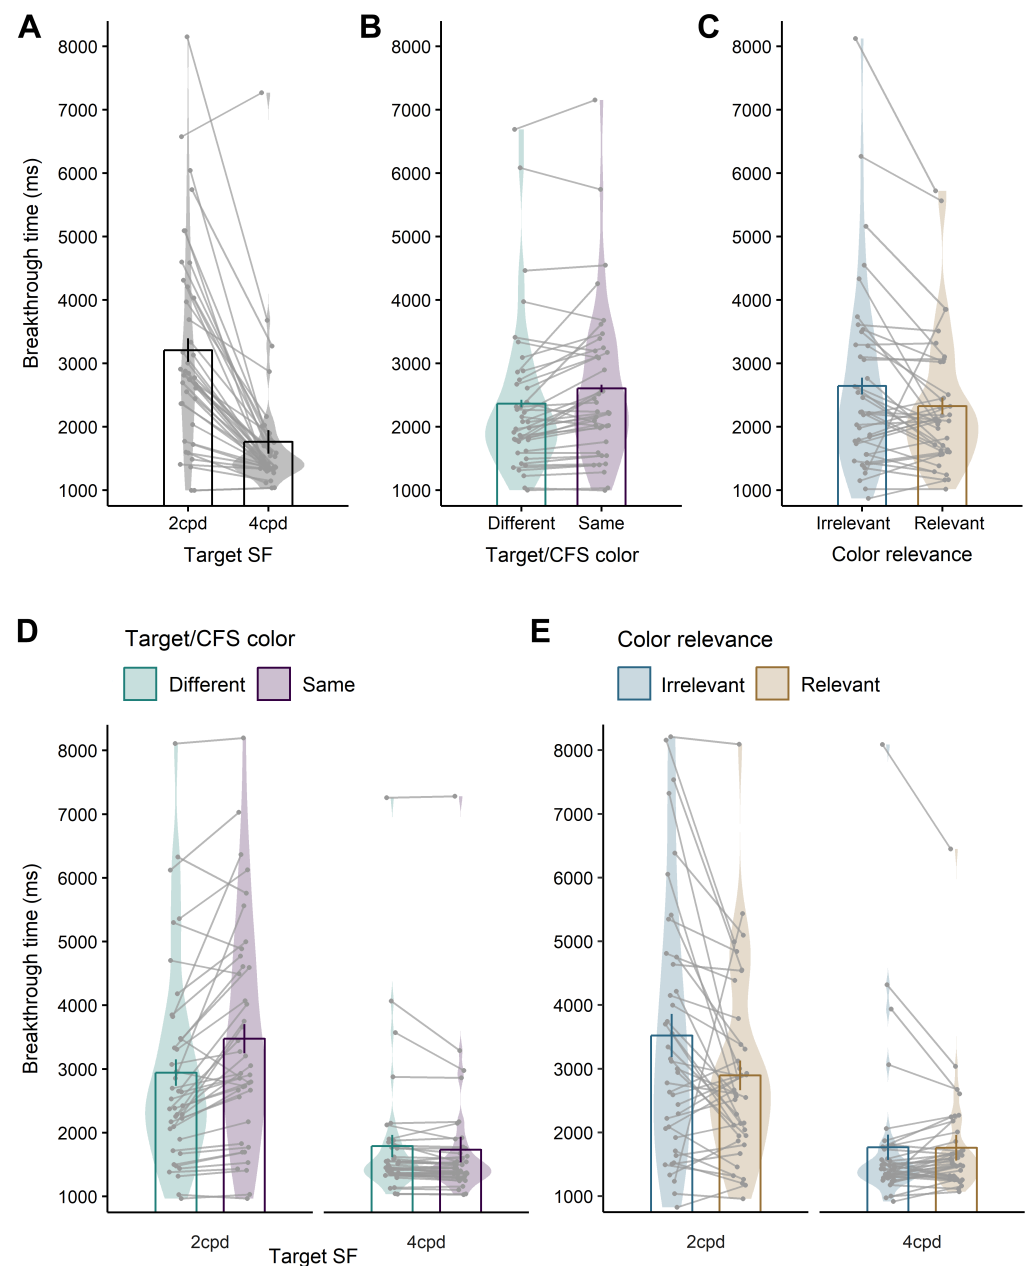 A
B
C
Breakthrough time (ms)
8000
7000
6000
5000
4000
3000
2000
1000
2cpd
4cpd
Target SF
8000
7000
6000
5000
4000
3000
2000
1000
Different
Same
Target/CFS color
8000
7000
6000
5000
4000
3000
2000
1000
Irrelevant
Relevant
Color relevance
D
Target/CFS color
Different
Same
Breakthrough time (ms)
8000
7000
6000
5000
4000
3000
2000
1000
2cpd
4cpd
Target SF
E
Color relevance
Irrelevant
Relevant
8000
7000
6000
5000
4000
3000
2000
1000
2cpd
4cpd